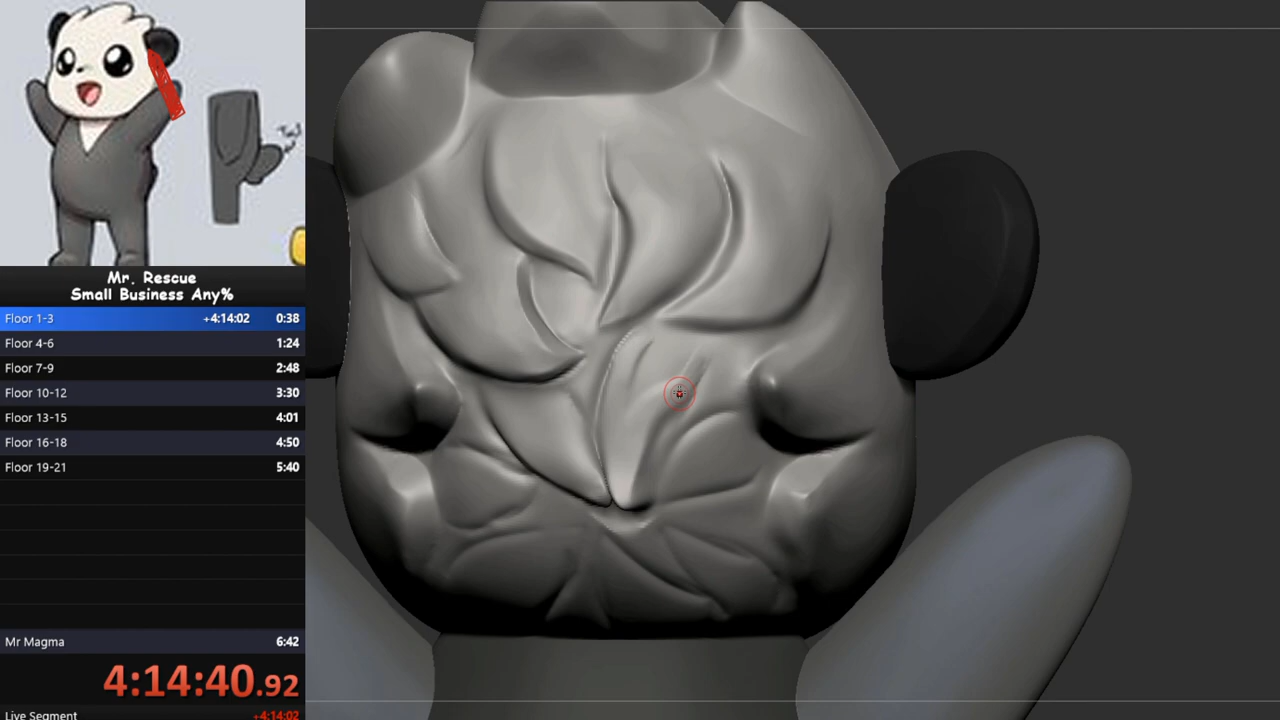 Mr. Rescue
Small Business Any%
Floor 1-3 +4:14:02 0:38
Floor 4-6 1:24
Floor 7-9 2:48
Floor 10-12 3:30
Floor 13-15 4:01
Floor 16-18 4:50
Floor 19-21 5:40
Mr Magma 6:42
4:14:40.92
Live Segment +4:14:02